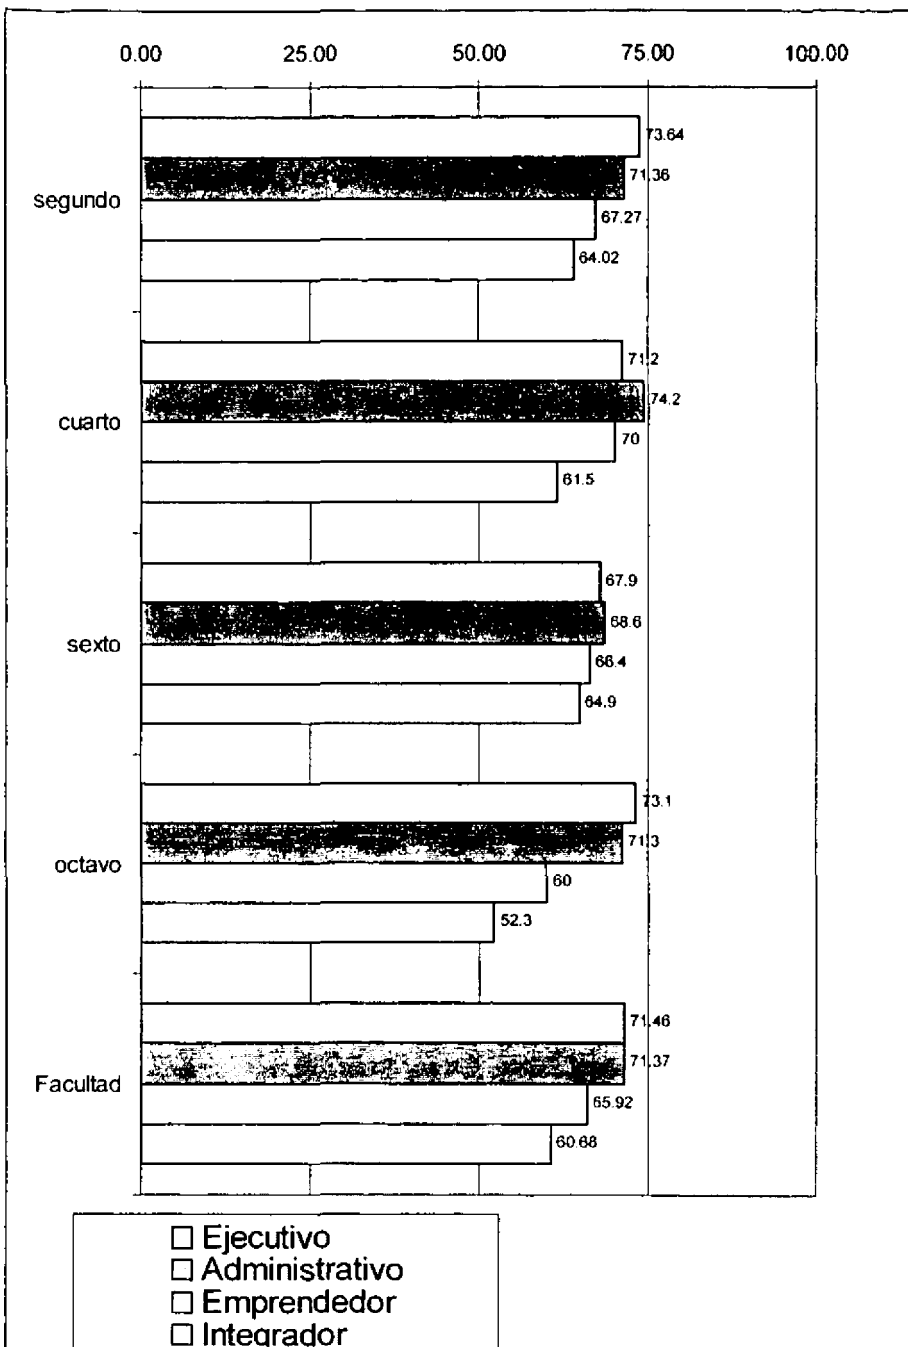 0.00 25.00 50.00 75.00 100.00
73.64
71.36
segundo
67.27
64.02
71.2
74.2
cuarto
70
61.5
67.9
68.6
sexto
66.4
64.9
73.1
71.3
octavo
60
52.3
71.46
71.37
Facultad
65.92
60.68
Ejecutivo
Administrativo
Emprendedor
Integrador